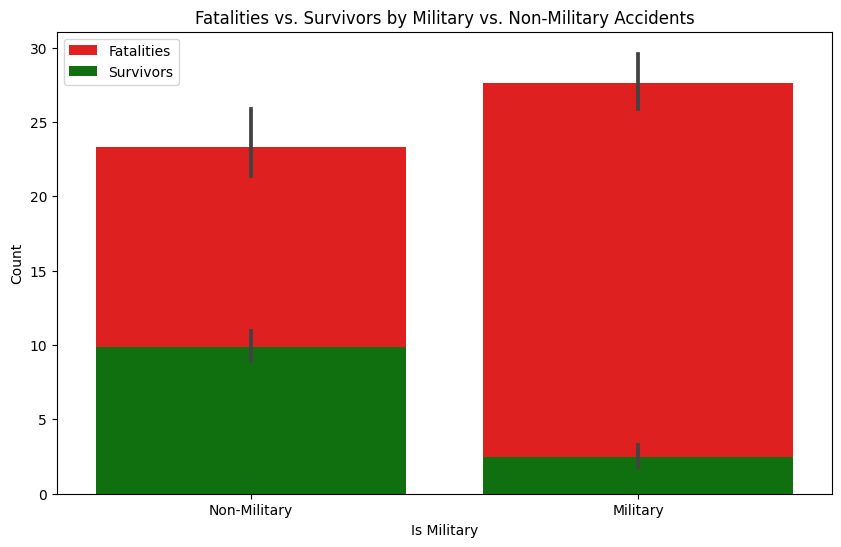 Fatalities vs. Survivors by Military vs. Non-Military Accidents
Fatalities
Survivors
30
25
20
15
10
5
0
Count
Non-Military
Military
Is Military